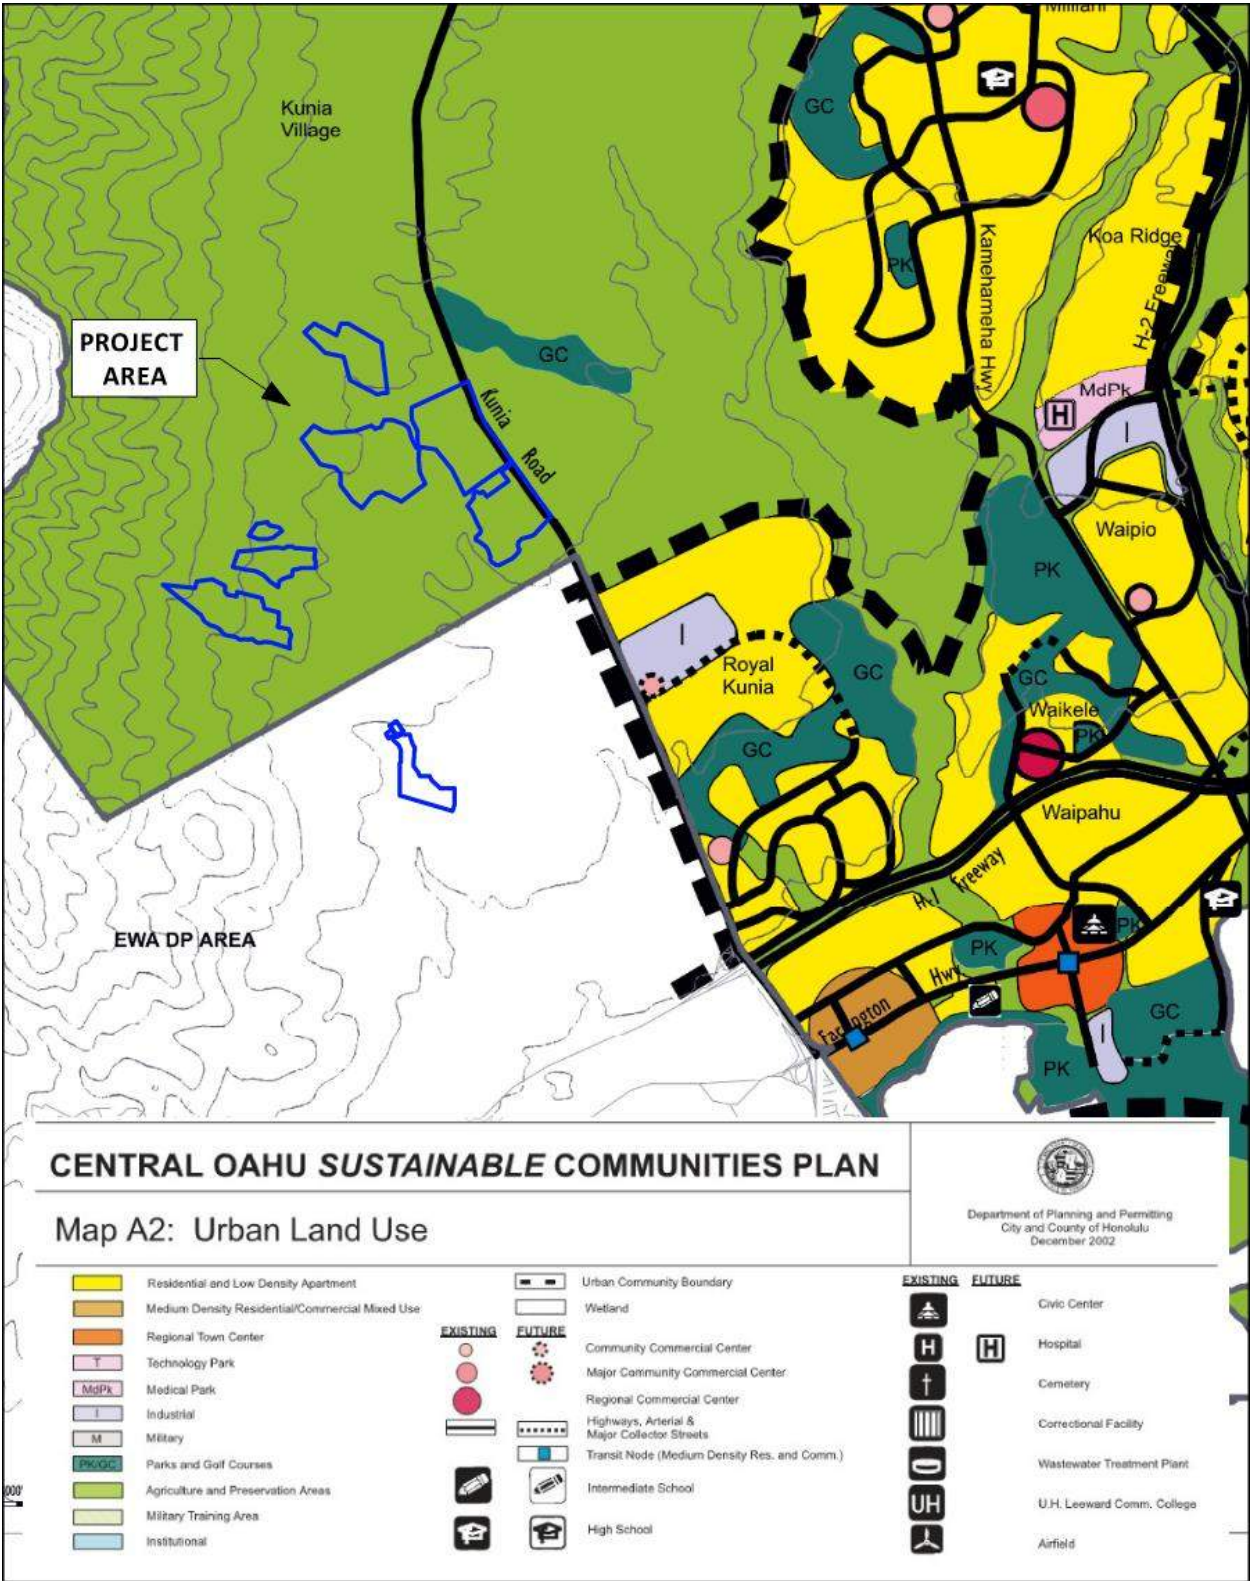 Mililani
Kunia
Village
GC
Koa Ridge
PK
Kamehameha Hwy
H-2 Freeway
PROJECT
AREA
GC
MdPk
H
I
Kunia
Road
Waipio
PK
I
Royal
Kunia
GC
GC
Waikele
PK
GC
Waipahu
H-1 Freeway
EWA DP AREA
PK
PK
Hwy
Farrington
GC
I
PK
CENTRAL OAHU SUSTAINABLE COMMUNITIES PLAN
Map A2: Urban Land Use
Department of Planning and Permitting
City and County of Honolulu
December 2002
Residential and Low Density Apartment
Medium Density Residential/Commercial Mixed Use
Regional Town Center
T Technology Park
MdPk Medical Park
I Industrial
M Military
PK/GC Parks and Golf Courses
Agriculture and Preservation Areas
Military Training Area
Institutional
000'
Urban Community Boundary
Wetland
EXISTING FUTURE
Community Commercial Center
Major Community Commercial Center
Regional Commercial Center
Highways, Arterial &
Major Collector Streets
Transit Node (Medium Density Res. and Comm.)
Intermediate School
High School
EXISTING FUTURE
Civic Center
H H Hospital
Cemetery
Correctional Facility
Wastewater Treatment Plant
UH U.H. Leeward Comm. College
Airfield